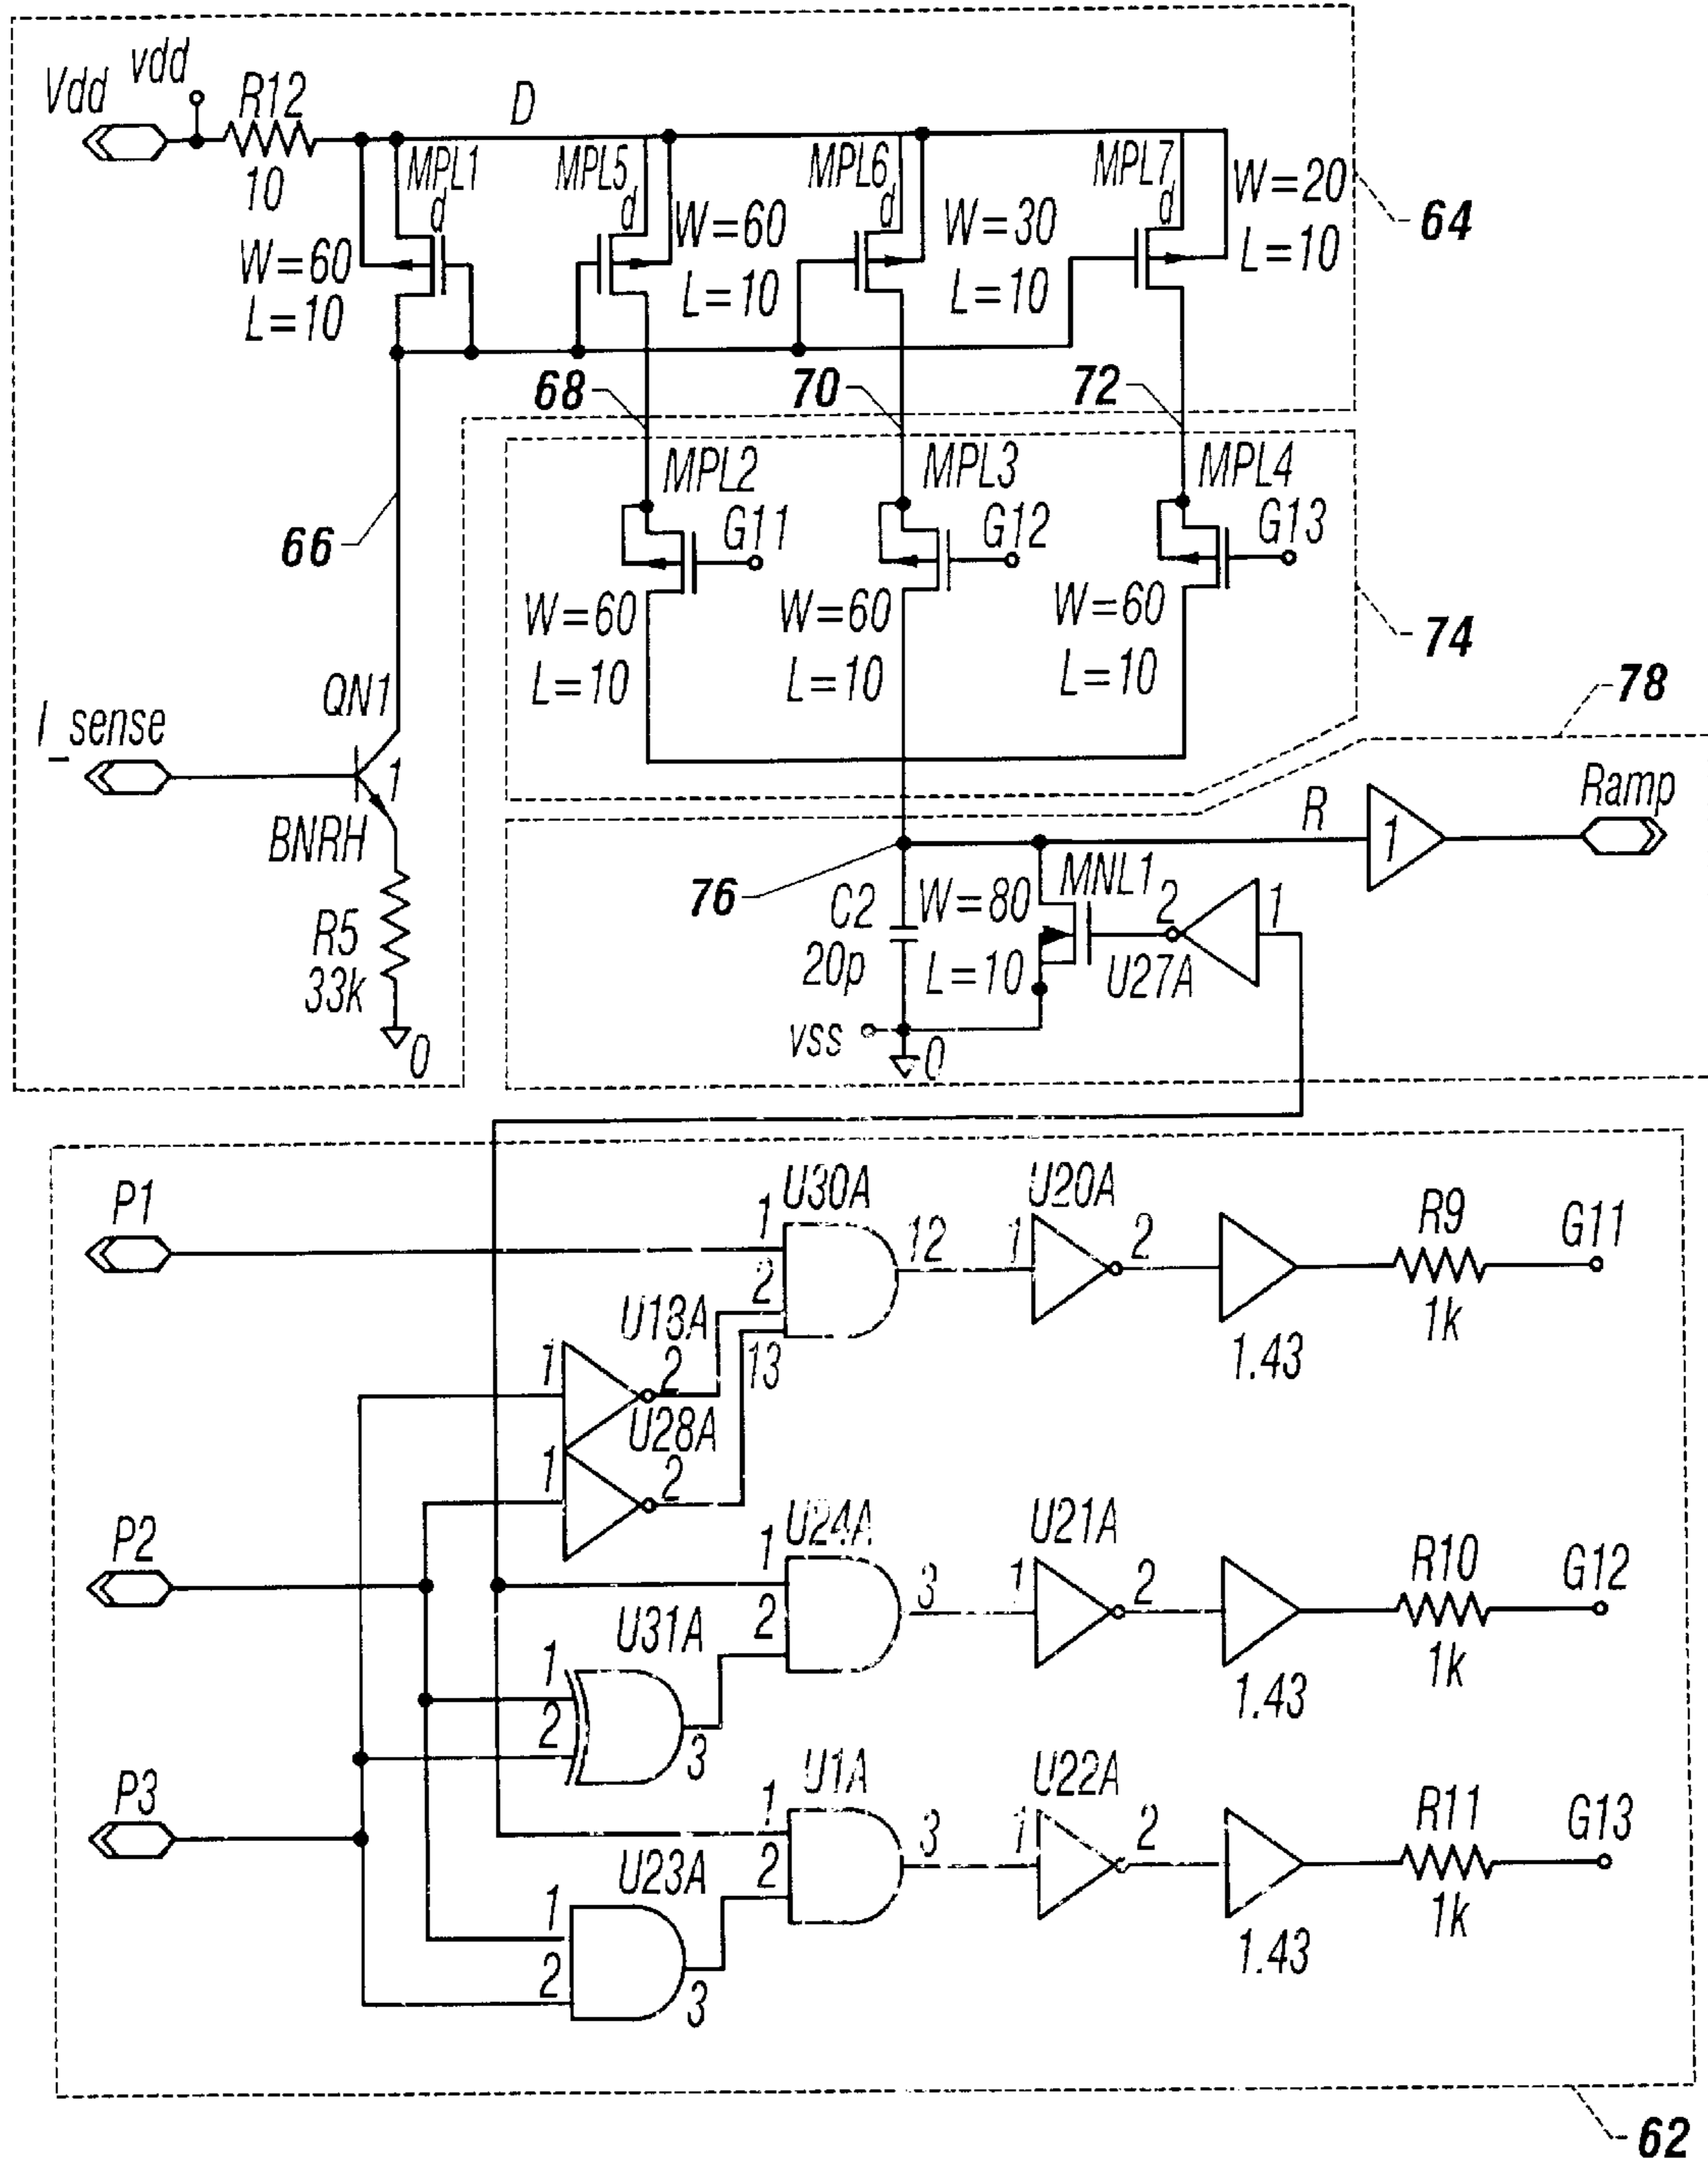 Vdd
vdd
R12
10
D
MPL1
d
W=60
L=10
MPL5
d
W=60
L=10
MPL6
d
W=30
L=10
MPL7
d
W=20
L=10
64
68
70
72
66
MPL2
G11
W=60
L=10
MPL3
G12
W=60
L=10
MPL4
G13
W=60
L=10
74
78
I_sense
QN1
1
BNRH
R5
33k
0
76
R
1
Ramp
C2
20p
W=80
L=10
MNL1
2
1
U27A
vss
0
P1
1
2
13
U30A
12
1
U20A
2
1.43
R9
1k
G11
1
U18A
2
1
U28A
2
P2
1
2
U24A
3
1
U21A
2
1.43
R10
1k
G12
1
2
U31A
3
P3
1
2
U1A
3
1
U22A
2
1.43
R11
1k
G13
1
2
U23A
3
62